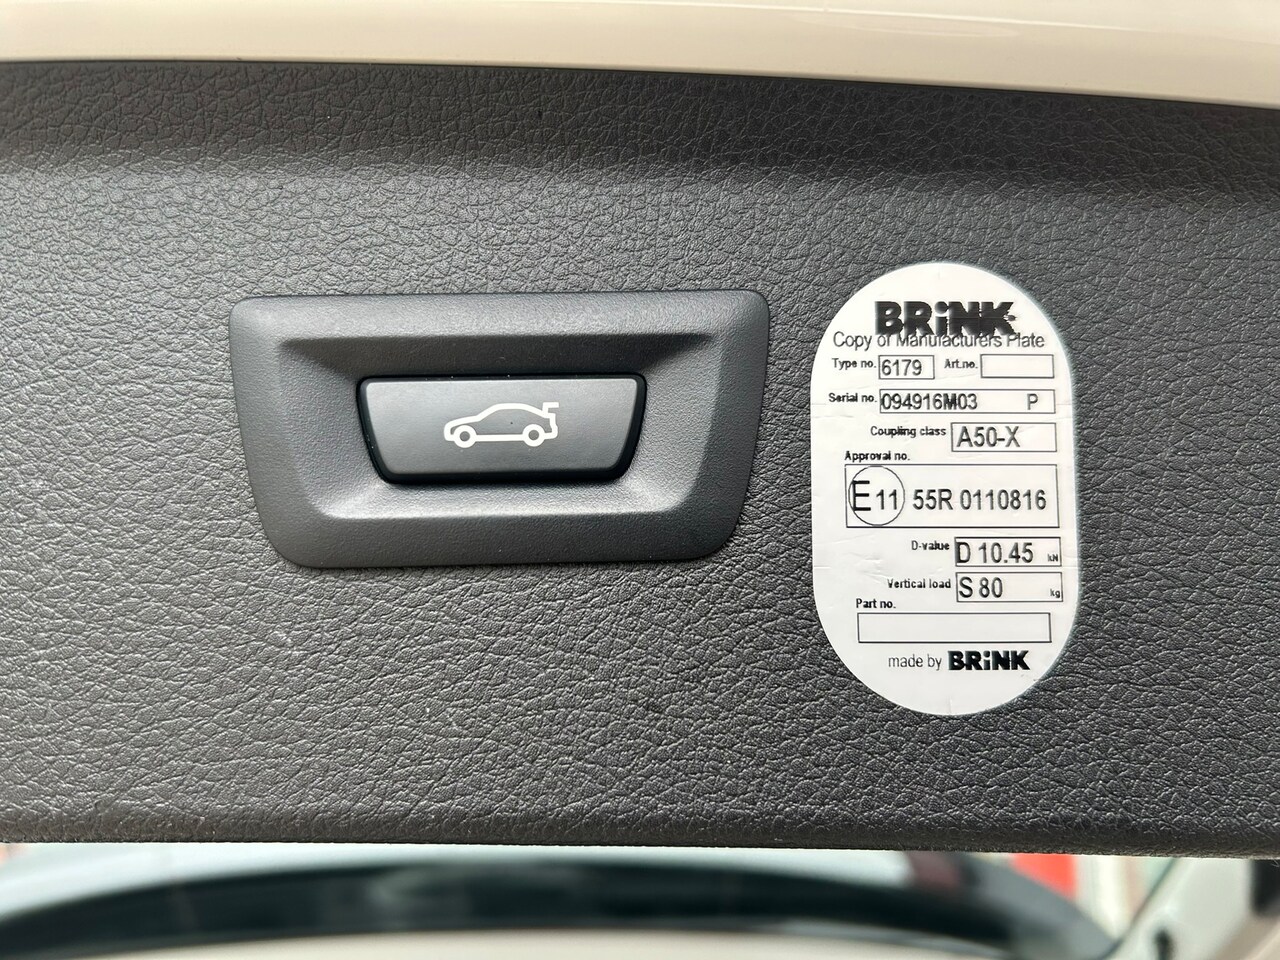 BRiNK
Copy of Manufacturers Plate
Type no. 6179 Art.no.
Serial no. 094916M03 P
Coupling class A50-X
Approval no.
E11 55R 0110816
D-value D 10.45 kN
Vertical load S 80 kg
Part no.
made by BRiNK